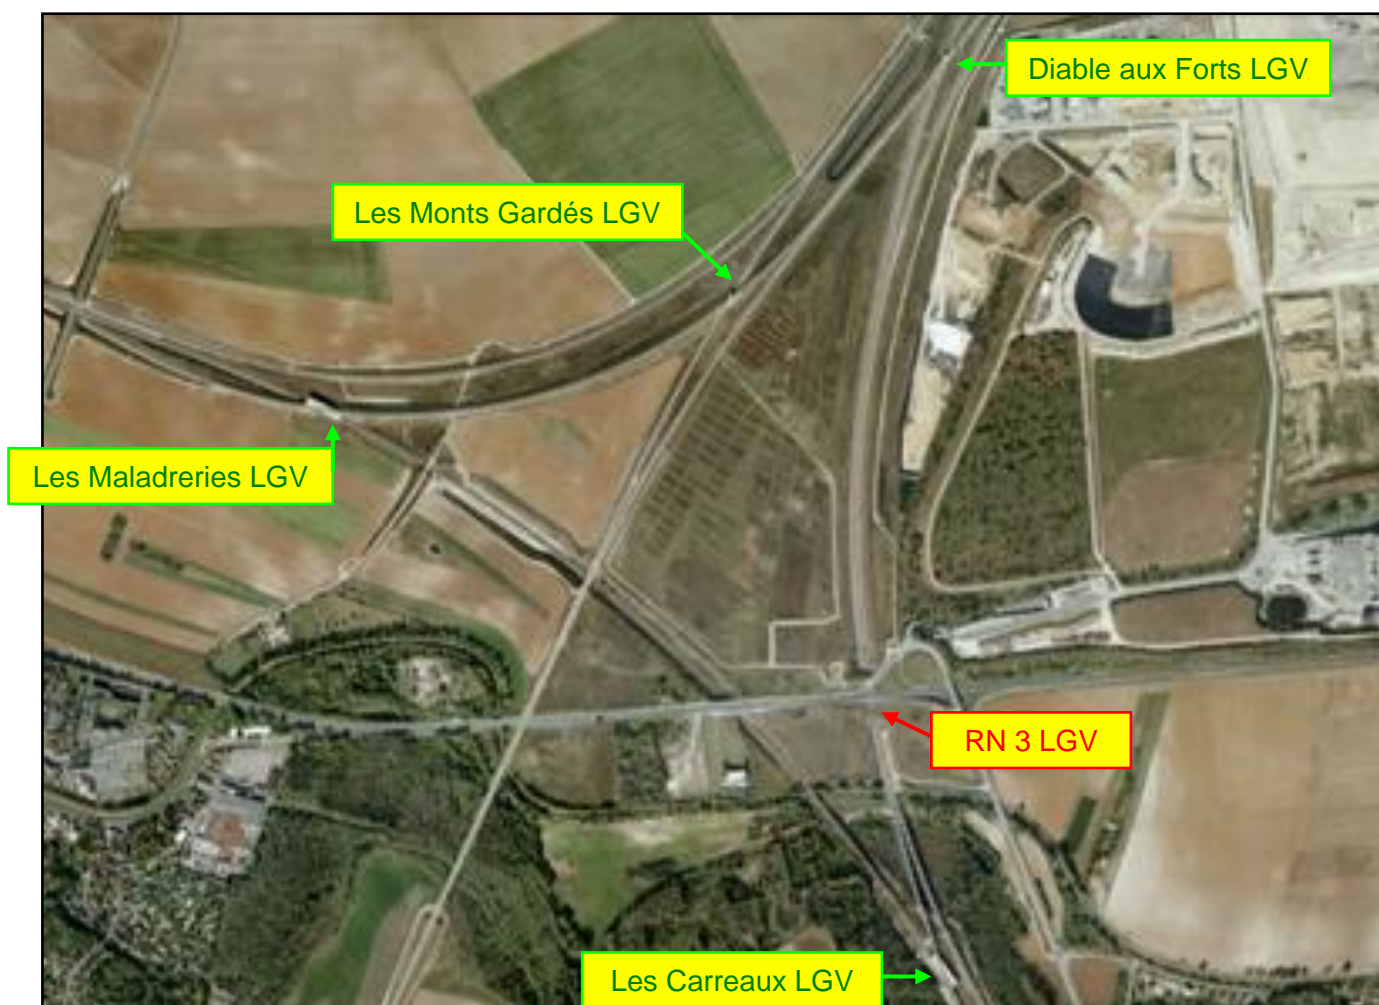 Diable aux Forts LGV
Les Monts Gardés LGV
Les Maladreries LGV
RN 3 LGV
Les Carreaux LGV